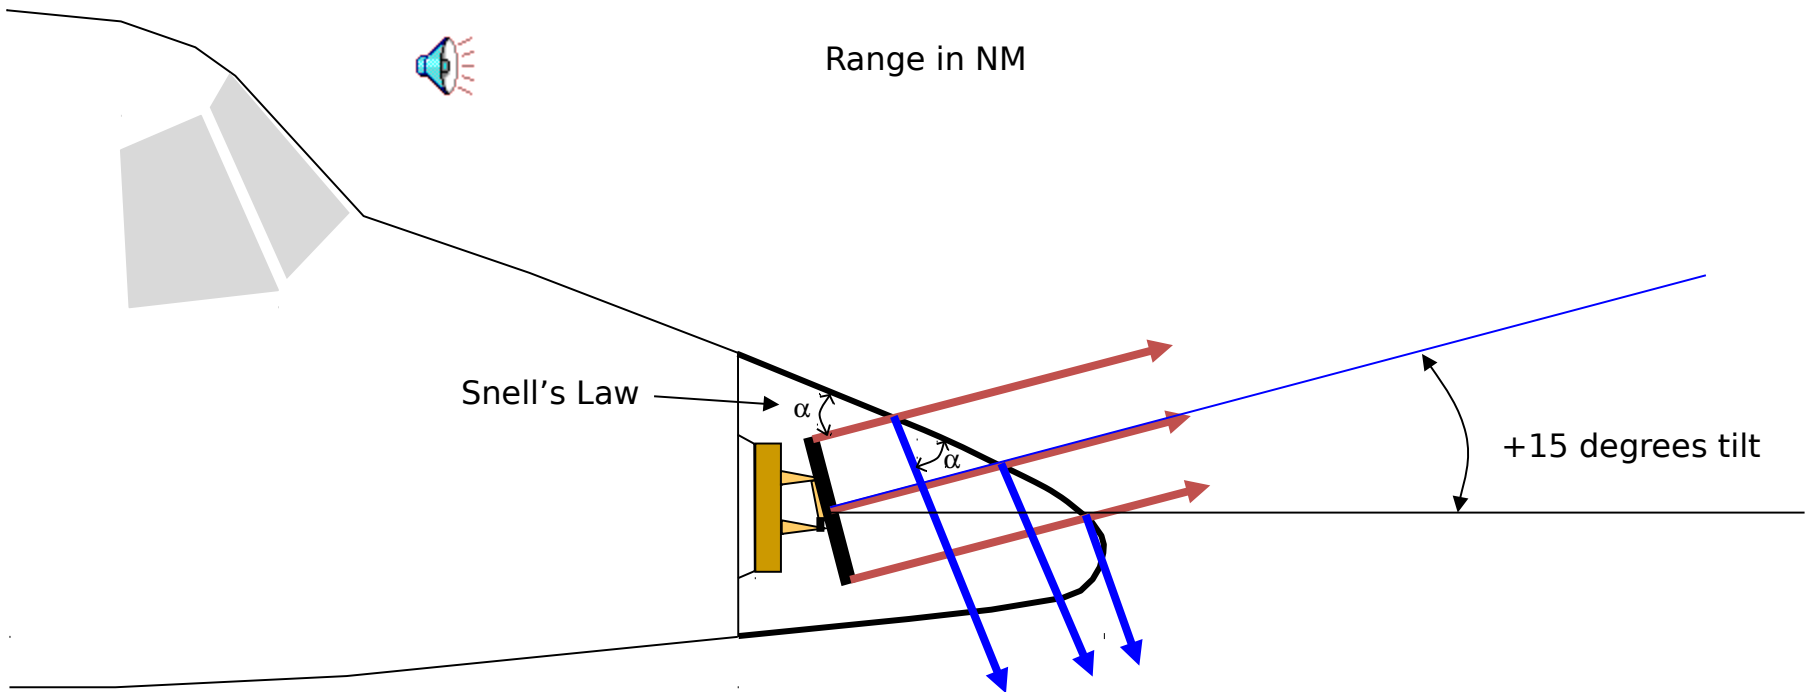 Range in NM
Snell’s Law
α
α
+15 degrees tilt